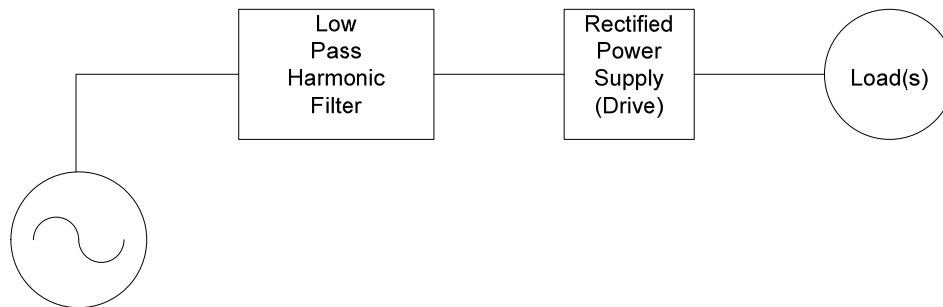 Low
Pass
Harmonic
Filter
Rectified
Power
Supply
(Drive)
Load(s)